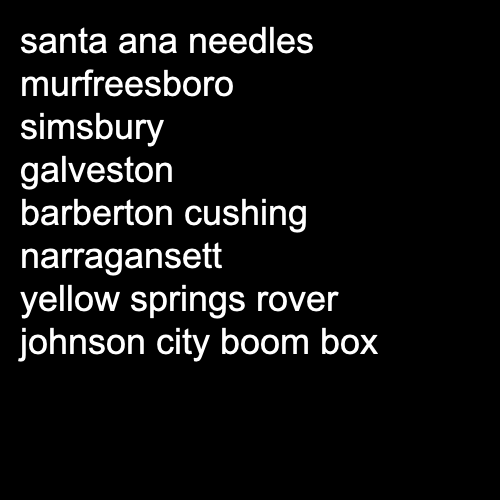 santa ana needles
murfreesboro
simsbury
galveston
barberton cushing
narragansett
yellow springs rover
johnson city boom box